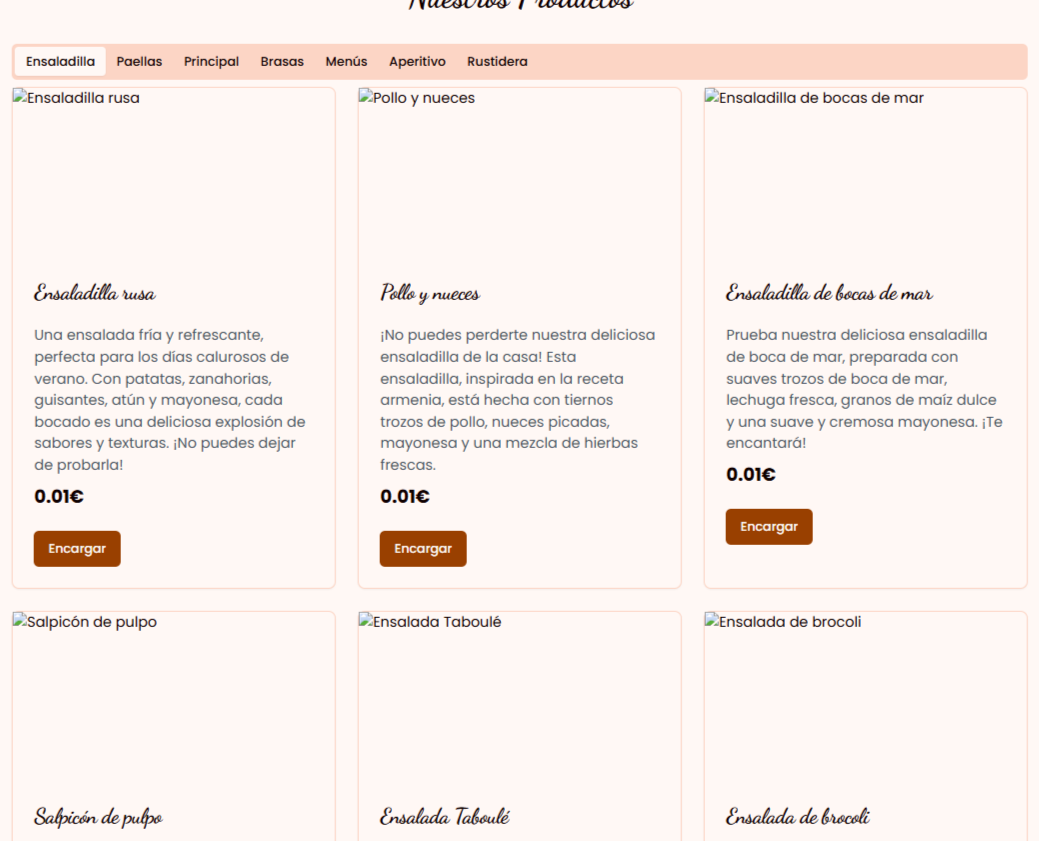 Nuestros Productos
Ensaladilla Paellas Principal Brasas Menús Aperitivo Rustidera
Ensaladilla rusa
Pollo y nueces
Ensaladilla de bocas de mar
Ensaladilla rusa
Una ensalada fría y refrescante,
perfecta para los días calurosos de
verano. Con patatas, zanahorias,
guisantes, atún y mayonesa, cada
bocado es una deliciosa explosión de
sabores y texturas. ¡No puedes dejar
de probarla!
0.01€
Encargar
Pollo y nueces
¡No puedes perderte nuestra deliciosa
ensaladilla de la casa! Esta
ensaladilla, inspirada en la receta
armenia, está hecha con tiernos
trozos de pollo, nueces picadas,
mayonesa y una mezcla de hierbas
frescas.
0.01€
Encargar
Ensaladilla de bocas de mar
Prueba nuestra deliciosa ensaladilla
de boca de mar, preparada con
suaves trozos de boca de mar,
lechuga fresca, granos de maíz dulce
y una suave y cremosa mayonesa. ¡Te
encantará!
0.01€
Encargar
Salpicón de pulpo
Ensalada Taboulé
Ensalada de brocoli
Salpicón de pulpo
Ensalada Taboulé
Ensalada de brocoli